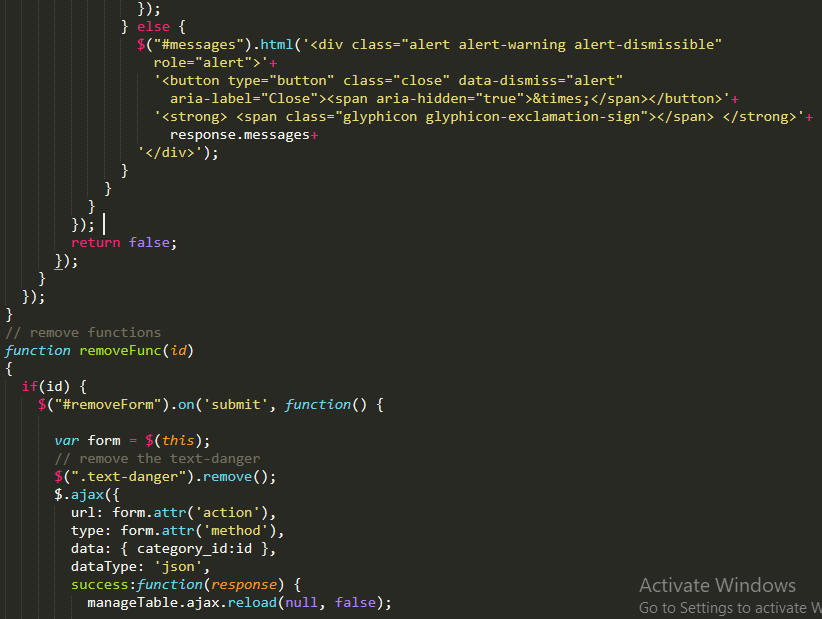 });
} else {
$("#messages").html('<div class="alert alert-warning alert-dismissible"
role="alert">'+
'<button type="button" class="close" data-dismiss="alert"
aria-label="Close"><span aria-hidden="true">&times;</span></button>'+
'<strong> <span class="glyphicon glyphicon-exclamation-sign"></span> </strong>'+
response.messages+
'</div>');
}
}
}
});
return false;
});
}
});
}
// remove functions
function removeFunc(id)
{
if(id) {
$("#removeForm").on('submit', function() {
var form = $(this);
// remove the text-danger
$(".text-danger").remove();
$.ajax({
url: form.attr('action'),
type: form.attr('method'),
data: { category_id:id },
dataType: 'json',
success:function(response) {
manageTable.ajax.reload(null, false);
Activate Windows
Go to Settings to activate W